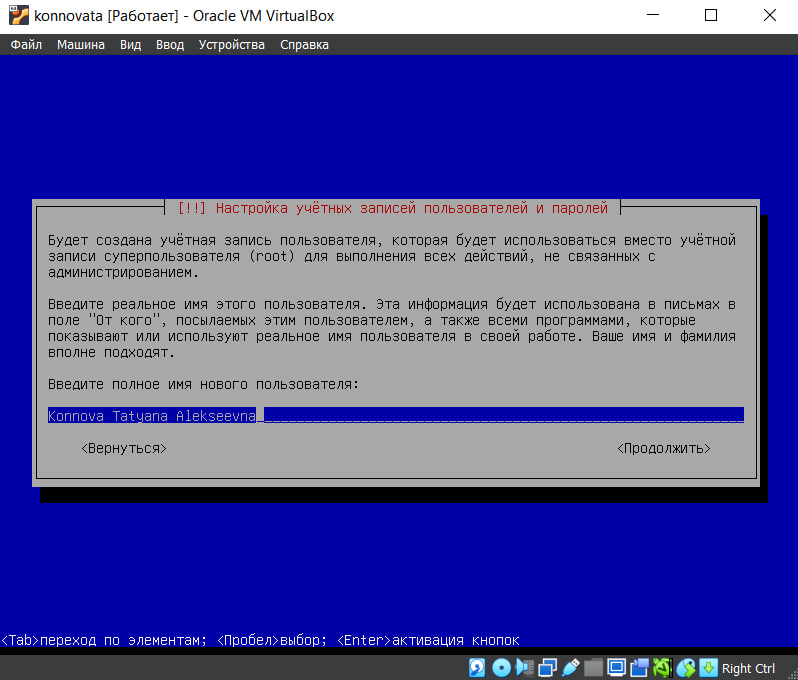 konnovata [Работает] - Oracle VM VirtualBox
Файл Машина Вид Ввод Устройства Справка
[!!] Настройка учётных записей пользователей и паролей
Будет создана учётная запись пользователя, которая будет использоваться вместо учётной
записи суперпользователя (root) для выполнения всех действий, не связанных с
администрированием.
Введите реальное имя этого пользователя. Эта информация будет использована в письмах в
поле "От кого", посылаемых этим пользователем, а также всеми программами, которые
показывают или используют реальное имя пользователя в своей работе. Ваше имя и фамилия
вполне подходят.
Введите полное имя нового пользователя:
Konnova Tatyana Alekseevna
<Вернуться> <Продолжить>
<Tab>переход по элементам; <Пробел>выбор; <Enter>активация кнопок
Right Ctrl